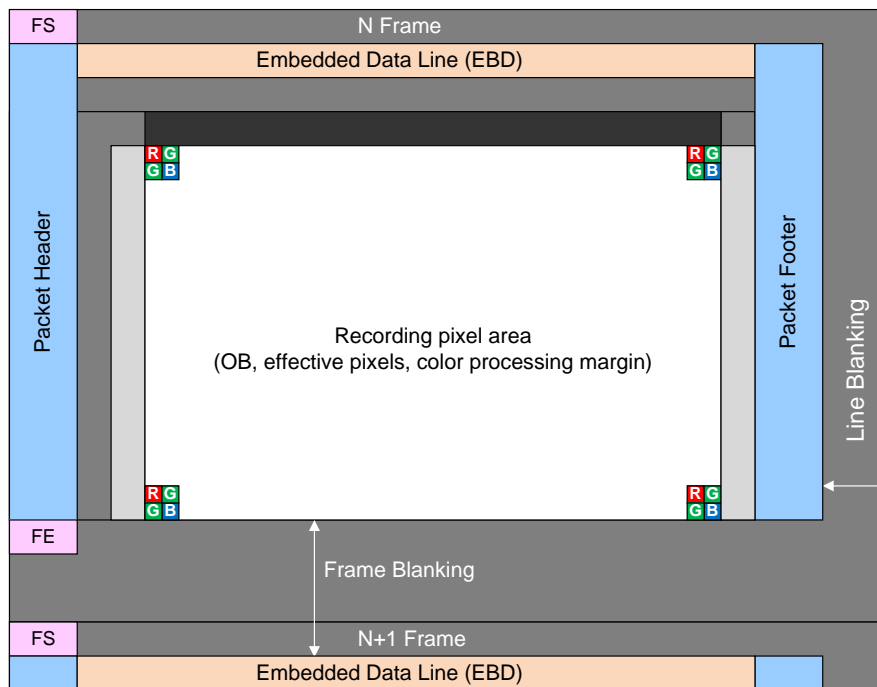 FS
N Frame
Embedded Data Line (EBD)
R G
G B
R G
G B
Packet Header
Recording pixel area
(OB, effective pixels, color processing margin)
Packet Footer
Line Blanking
R G
G B
R G
G B
FE
Frame Blanking
FS
N+1 Frame
Embedded Data Line (EBD)